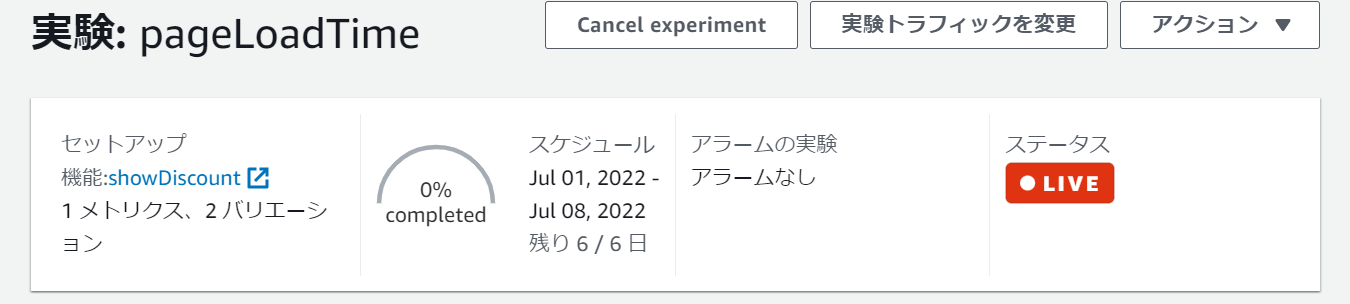 実験: pageLoadTime
Cancel experiment
実験トラフィックを変更
アクション ▼
セットアップ
機能:showDiscount
1 メトリクス、2 バリエーシ
ョン
0%
completed
スケジュール
Jul 01, 2022 -
Jul 08, 2022
残り 6 / 6 日
アラームの実験
アラームなし
ステータス
LIVE